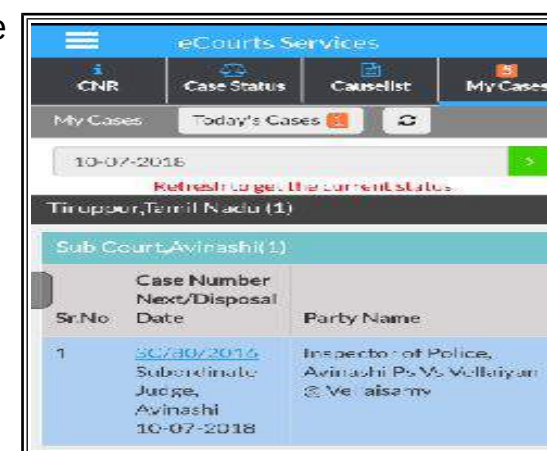 e
eCourts Services
CNR
Case Status
Causelist
My Cases
5
My Cases
Today's Cases 1
10-07-2018
>
Refresh to get the current status
Tiruppur,Tamil Nadu (1)
Sub Court,Avinashi(1)
Sr.No
Case Number
Next/Disposal
Date
Party Name
1
SC/80/2016
Subordinate
Judge,
Avinashi
10-07-2018
Inspector of Police,
Avinashi Ps Vs Vellaiyan
@ Vellaisamy